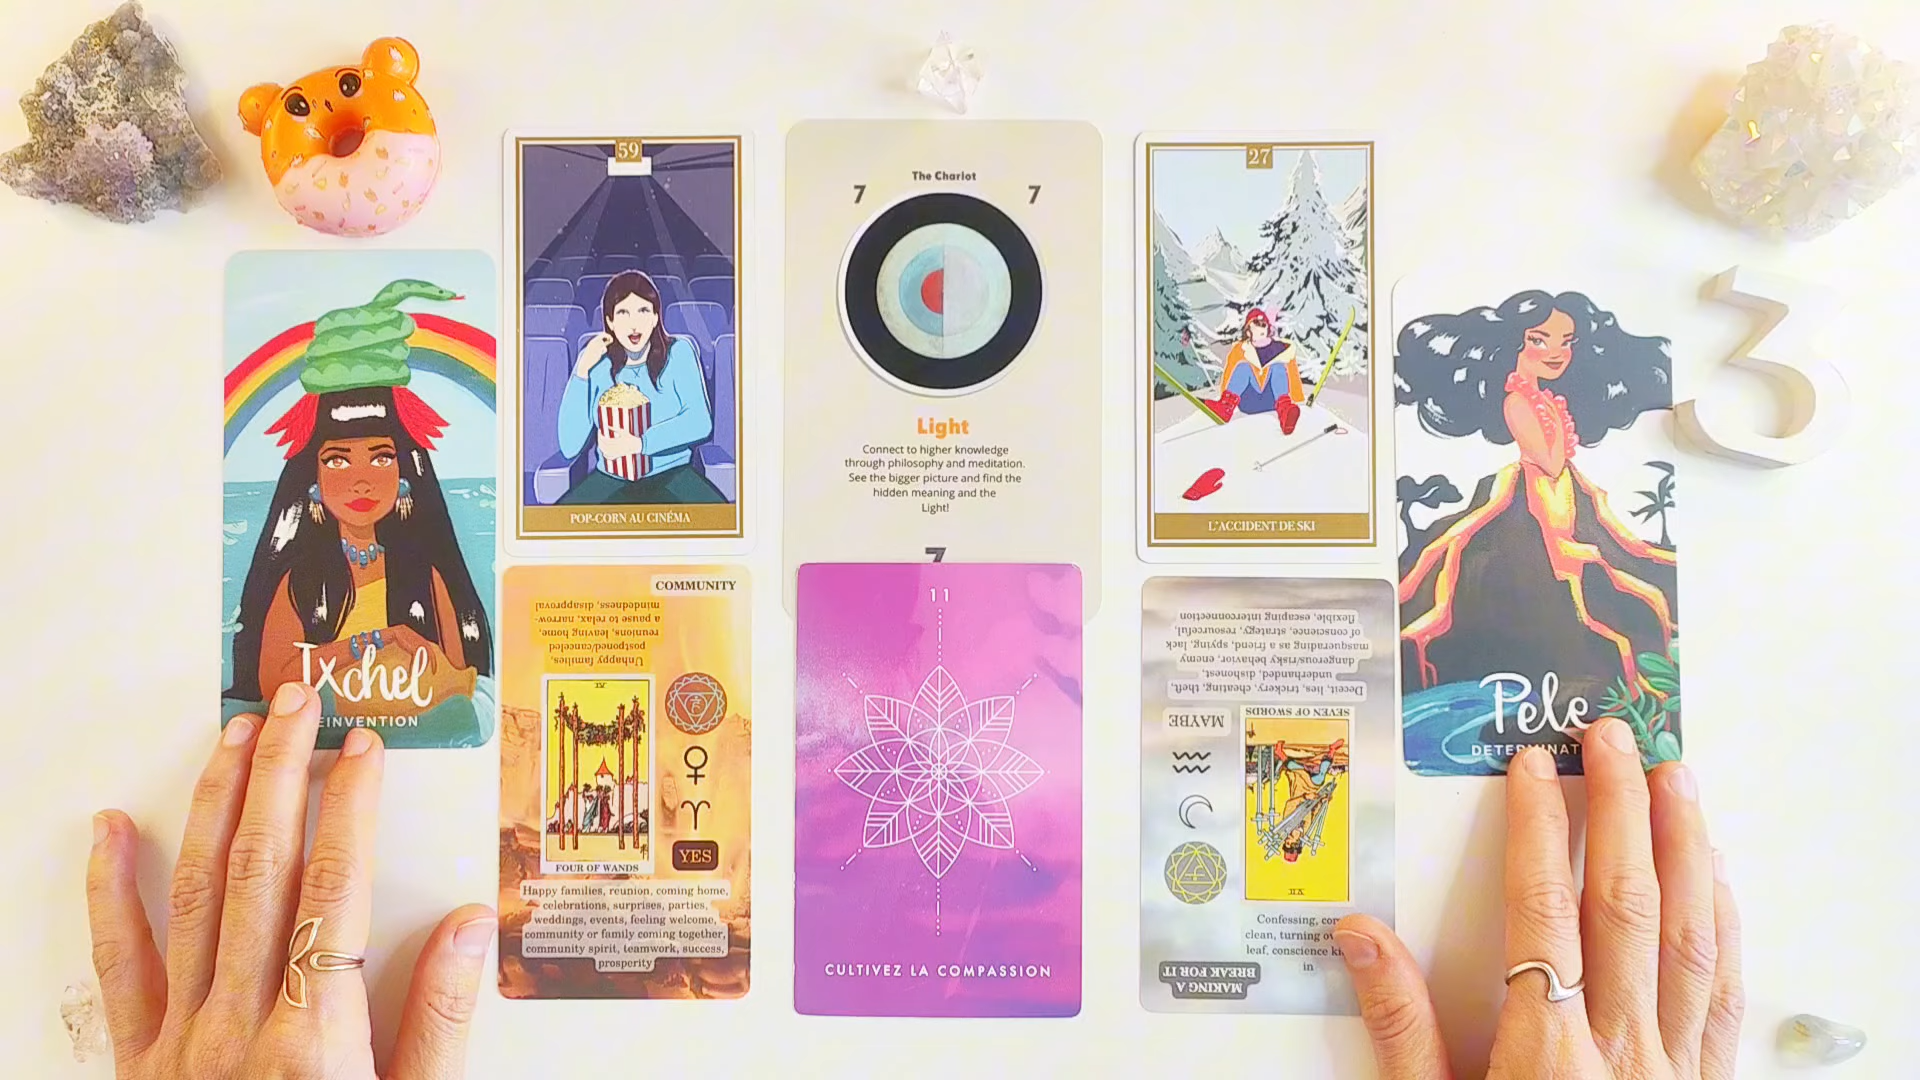 59
POP-CORN AU CINÉMA
The Chariot
7
7
Light
Connect to higher knowledge
through philosophy and meditation.
See the bigger picture and find the
hidden meaning and the
Light!
7
27
L'ACCIDENT DE SKI
Ixchel
EINVENTION
Pele
DETERMINAT
COMMUNITY
Unhappy families,
postponed/canceled
reunions, leaving home,
a pause to relax, narrow-
mindedness, disapproval
IV
YES
FOUR OF WANDS
Happy families, reunion, coming home,
celebrations, surprises, parties,
weddings, events, feeling welcome,
community or family coming together,
community spirit, teamwork, success,
prosperity
11
CULTIVEZ LA COMPASSION
Deceit, lies, trickery, cheating, theft,
underhanded, dishonest,
dangerous/risky behavior, enemy
masquerading as a friend, spying, lack
of conscience, strategy, resourceful,
flexible, escaping interconnection
SEVEN OF SWORDS
MAYBE
VII
Confessing,
clean, turning
leaf, conscience
in
MAKING A
BREAK FOR IT
3